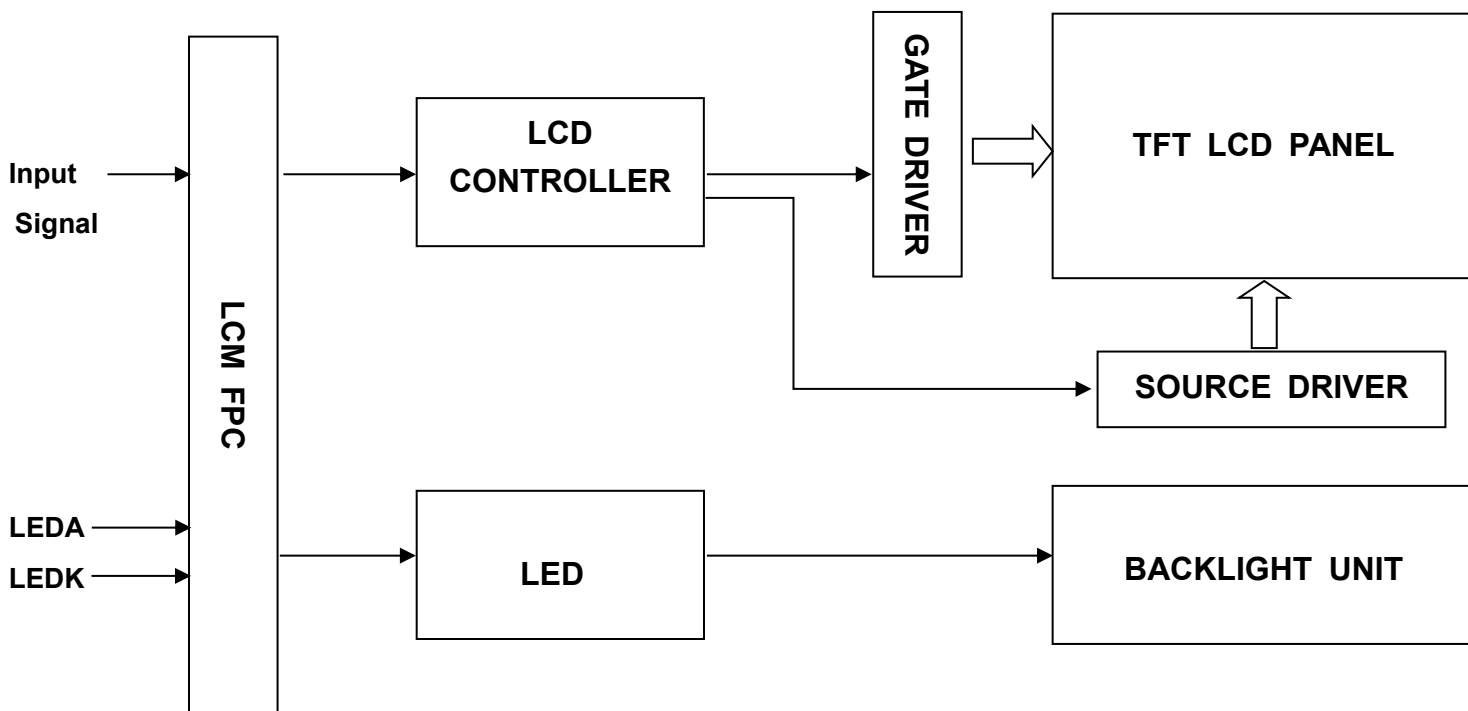 GATE DRIVER
LCD
CONTROLLER
TFT LCD PANEL
Input
Signal
LCM FPC
SOURCE DRIVER
LEDA
LEDK
LED
BACKLIGHT UNIT